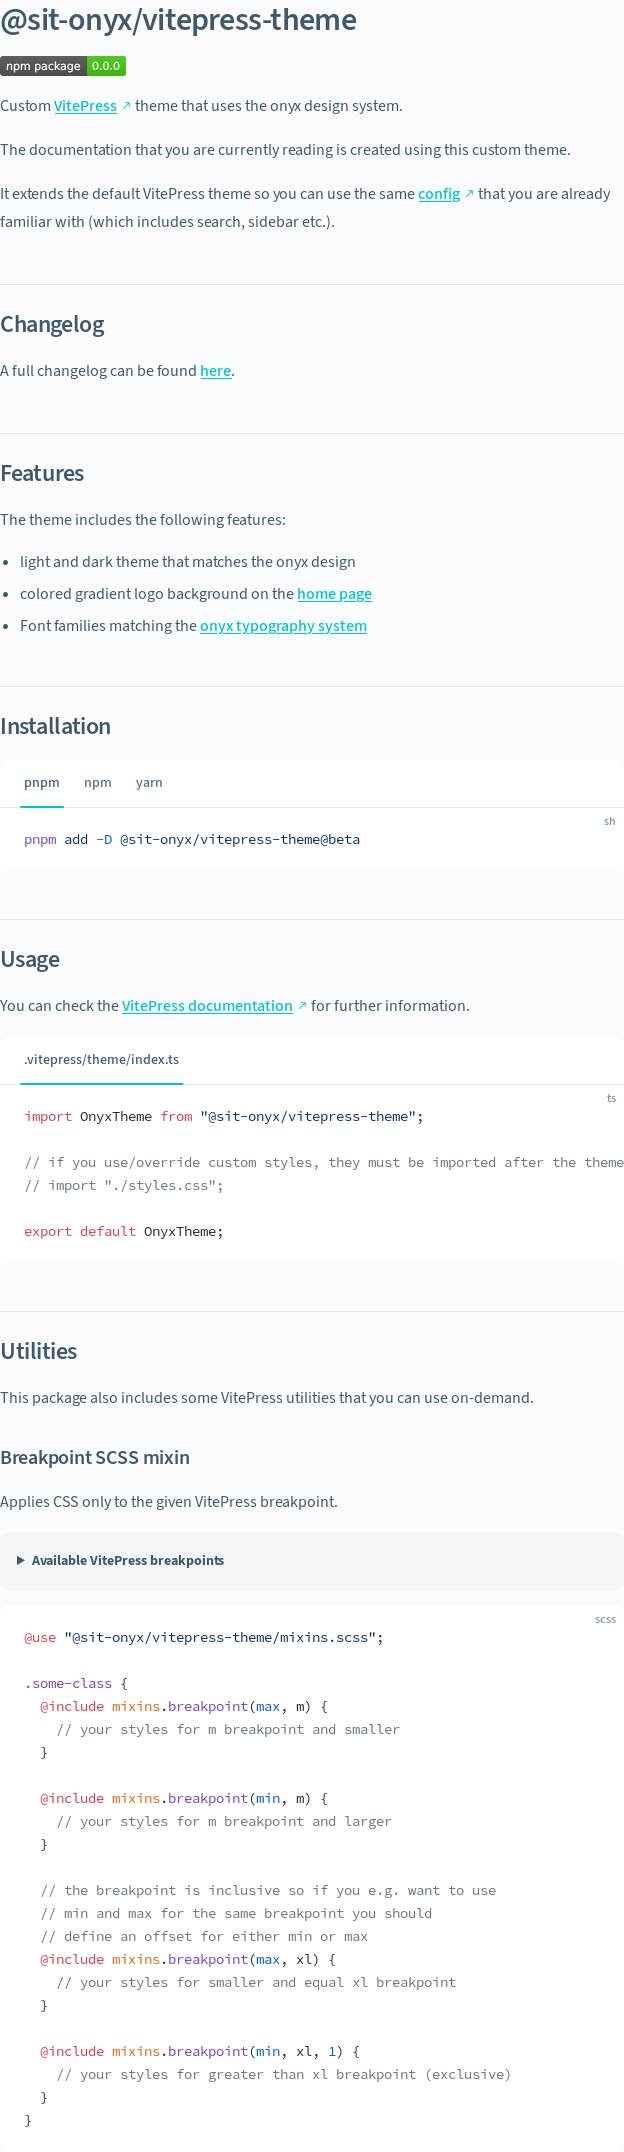 @sit-onyx/vitepress-theme
npm package 0.0.0
Custom VitePress ↗ theme that uses the onyx design system.
The documentation that you are currently reading is created using this custom theme.
It extends the default VitePress theme so you can use the same config ↗ that you are already
familiar with (which includes search, sidebar etc.).
Changelog
A full changelog can be found here.
Features
The theme includes the following features:
• light and dark theme that matches the onyx design
• colored gradient logo background on the home page
• Font families matching the onyx typography system
Installation
pnpm npm yarn
sh
pnpm add -D @sit-onyx/vitepress-theme@beta
Usage
You can check the VitePress documentation ↗ for further information.
.vitepress/theme/index.ts
ts
import OnyxTheme from "@sit-onyx/vitepress-theme";
// if you use/override custom styles, they must be imported after the theme
// import "./styles.css";
export default OnyxTheme;
Utilities
This package also includes some VitePress utilities that you can use on-demand.
Breakpoint SCSS mixin
Applies CSS only to the given VitePress breakpoint.
▶ Available VitePress breakpoints
scss
@use "@sit-onyx/vitepress-theme/mixins.scss";
.some-class {
  @include mixins.breakpoint(max, m) {
    // your styles for m breakpoint and smaller
  }
  @include mixins.breakpoint(min, m) {
    // your styles for m breakpoint and larger
  }
  // the breakpoint is inclusive so if you e.g. want to use
  // min and max for the same breakpoint you should
  // define an offset for either min or max
  @include mixins.breakpoint(max, xl) {
    // your styles for smaller and equal xl breakpoint
  }
  @include mixins.breakpoint(min, xl, 1) {
    // your styles for greater than xl breakpoint (exclusive)
  }
}